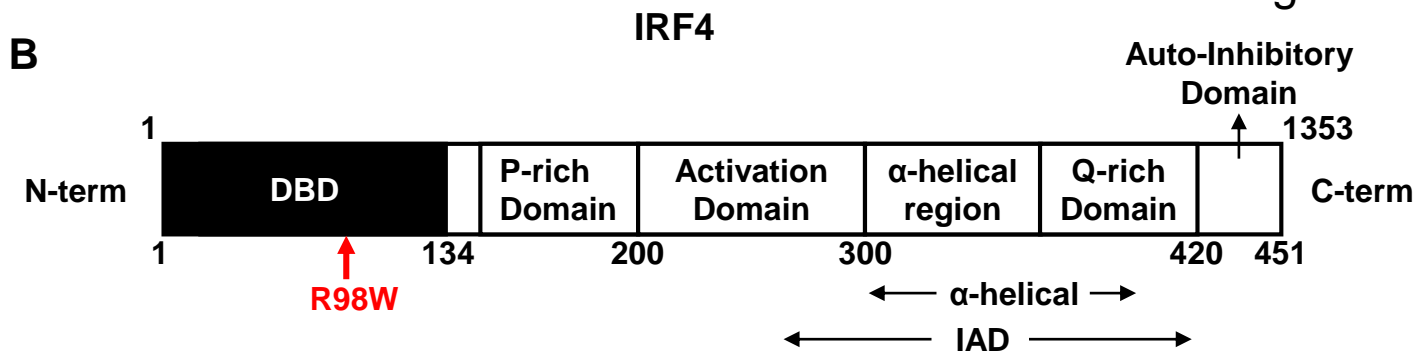 g
IRF4
B
Auto-Inhibitory
Domain
1
1353
N-term
DBD
P-rich
Domain
Activation
Domain
α-helical
region
Q-rich
Domain
C-term
1
134
200
300
420
451
R98W
α-helical
IAD